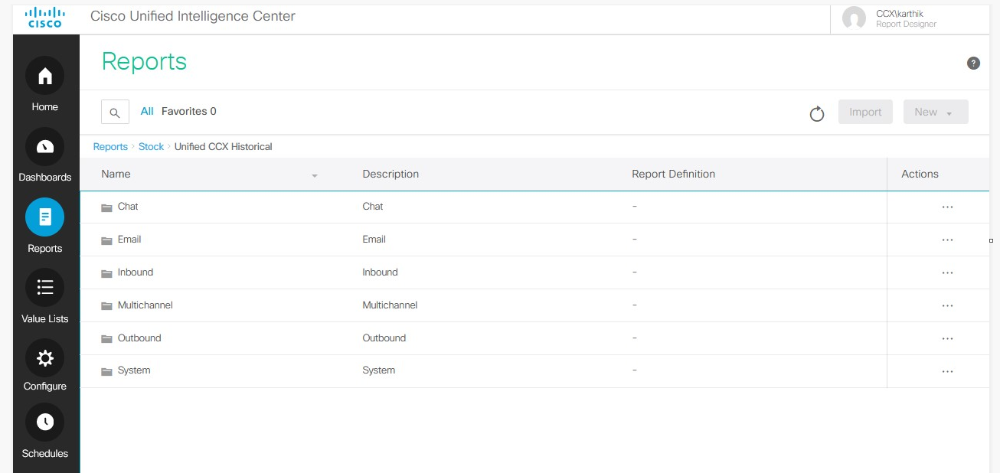 cisco
Cisco Unified Intelligence Center
CCX\karthik
Report Designer
Reports
?
All Favorites 0
Import
New
Reports > Stock > Unified CCX Historical
Name Description Report Definition Actions
Chat Chat - ...
Email Email - ...
Inbound Inbound - ...
Multichannel Multichannel - ...
Outbound Outbound - ...
System System - ...
Home
Dashboards
Reports
Value Lists
Configure
Schedules